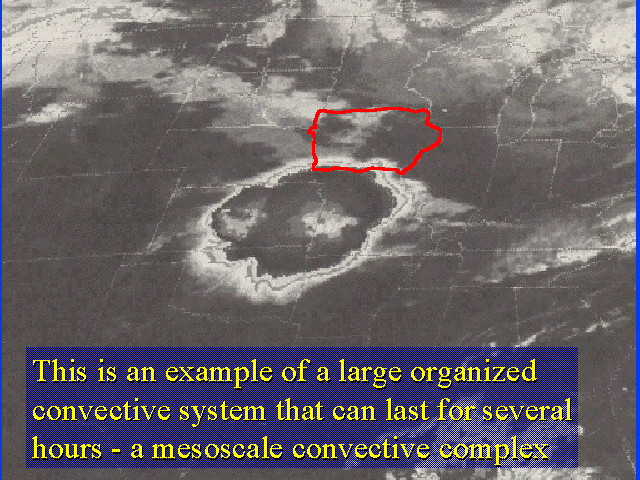 This is an example of a large organized
convective system that can last for several
hours - a mesoscale convective complex